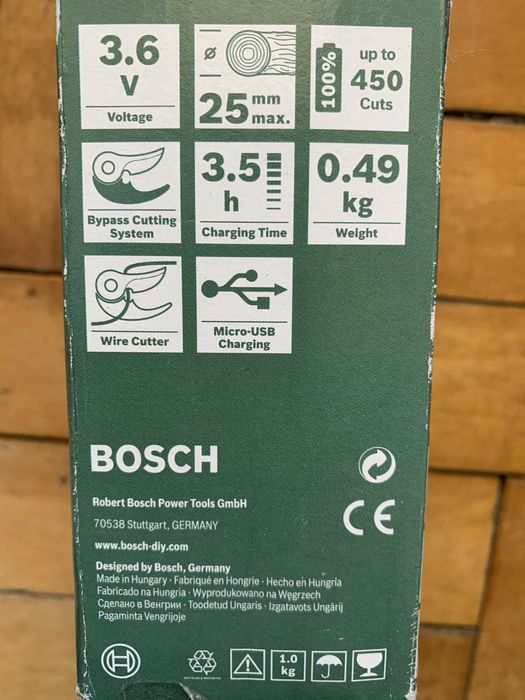 3.6
V
Voltage
ø
25 mm
max.
100%
up to
450
Cuts
Bypass Cutting
System
3.5
h
Charging Time
0.49
kg
Weight
Wire Cutter
Micro-USB
Charging
BOSCH
Robert Bosch Power Tools GmbH
70538 Stuttgart, GERMANY
www.bosch-diy.com
CE
Designed by Bosch, Germany
Made in Hungary · Fabriqué en Hongrie · Hecho en Hungría
Fabricado na Hungria · Wyprodukowano na Węgrzech
Сделано в Венгрии · Toodetud Ungaris · Izgatavots Ungārijā
Pagaminta Vengrijoje
1.0
kg